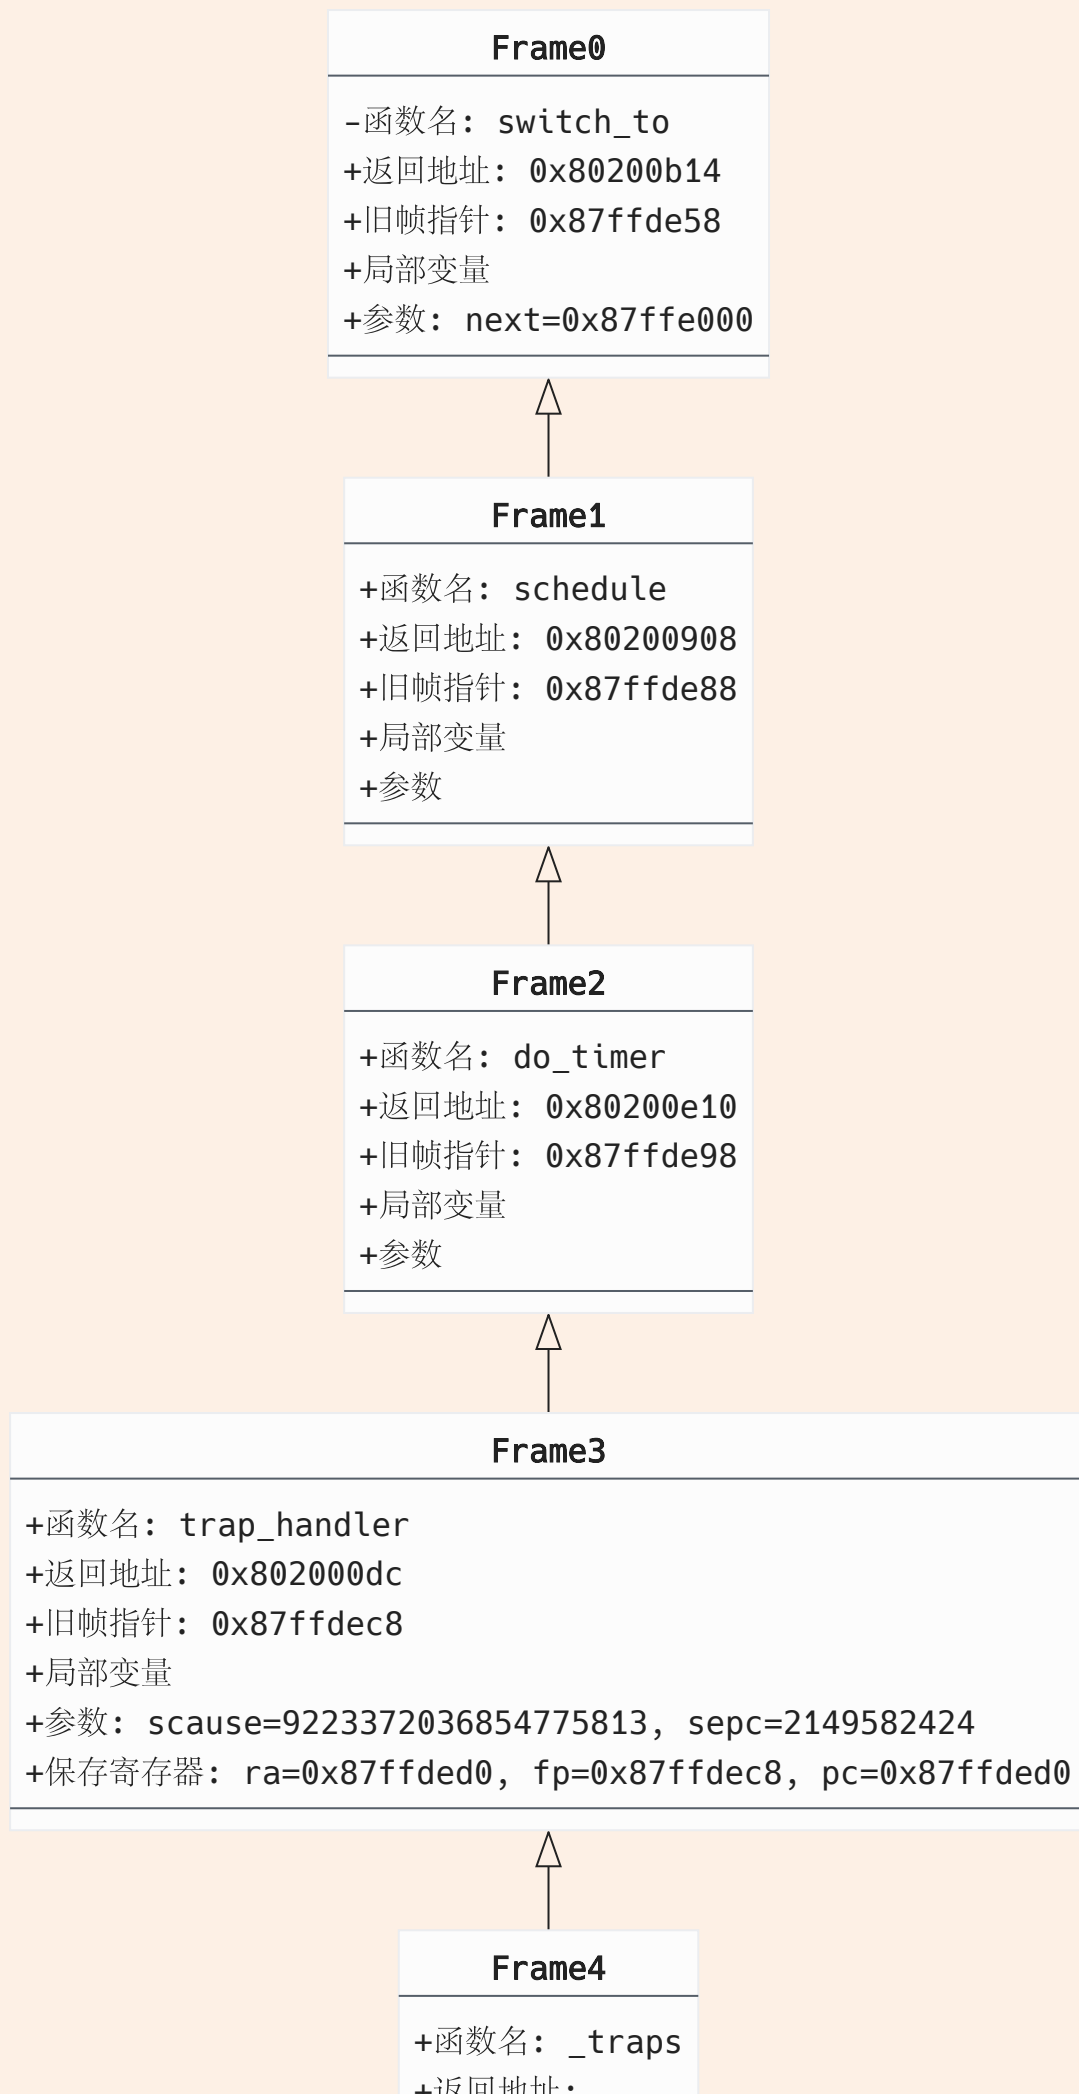 Frame0
-函数名: switch_to
+返回地址: 0x80200b14
+旧帧指针: 0x87ffde58
+局部变量
+参数: next=0x87ffe000
Frame1
+函数名: schedule
+返回地址: 0x80200908
+旧帧指针: 0x87ffde88
+局部变量
+参数
Frame2
+函数名: do_timer
+返回地址: 0x80200e10
+旧帧指针: 0x87ffde98
+局部变量
+参数
Frame3
+函数名: trap_handler
+返回地址: 0x802000dc
+旧帧指针: 0x87ffdec8
+局部变量
+参数: scause=9223372036854775813, sepc=2149582424
+保存寄存器: ra=0x87ffded0, fp=0x87ffdec8, pc=0x87ffded0
Frame4
+函数名: _traps
+返回地址: